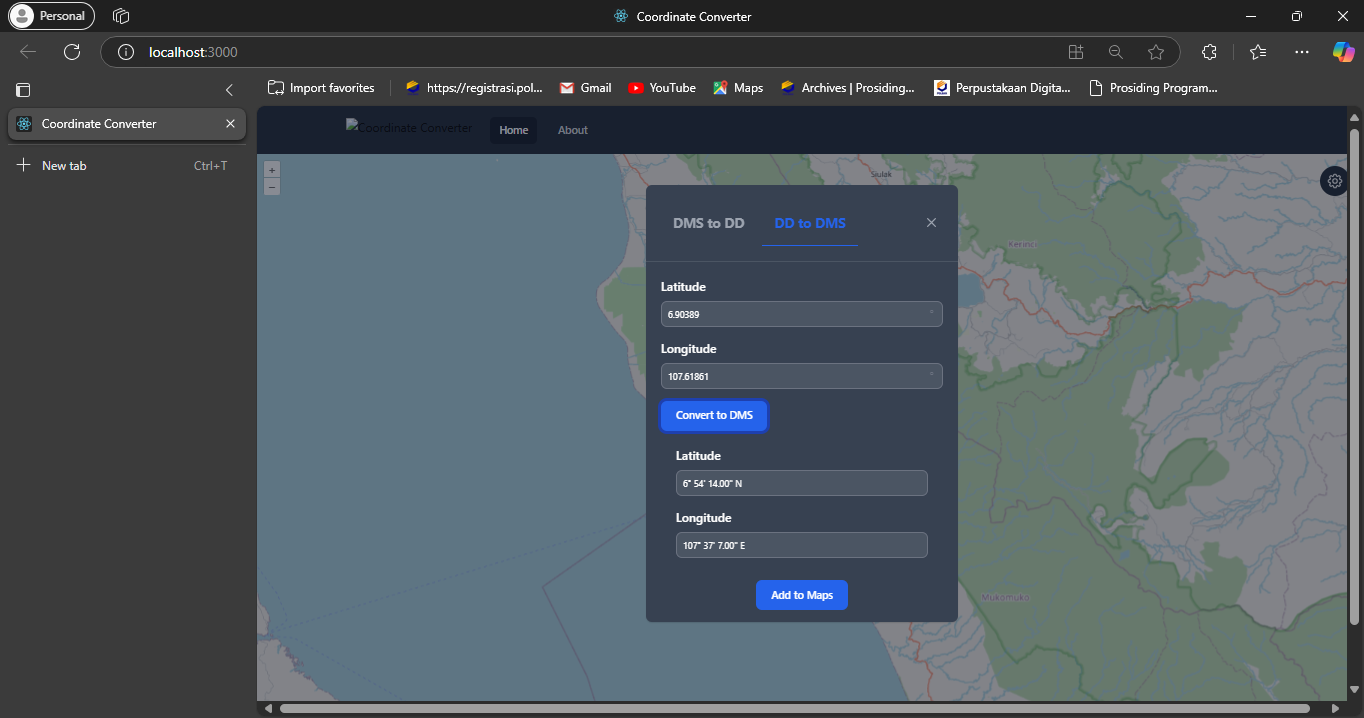 Personal
Coordinate Converter
localhost:3000
Import favorites
https://registrasi.pol...
Gmail
YouTube
Maps
Archives | Prosiding...
Perpustakaan Digita...
Prosiding Program...
Coordinate Converter
New tab
Ctrl+T
Coordinate Converter
Home
About
+
−
Siulak
Kerinci
DMS to DD
DD to DMS
Latitude
6.90389
°
Longitude
107.61861
°
Convert to DMS
Latitude
6° 54' 14.00" N
Longitude
107° 37' 7.00" E
Mukomuko
Add to Maps